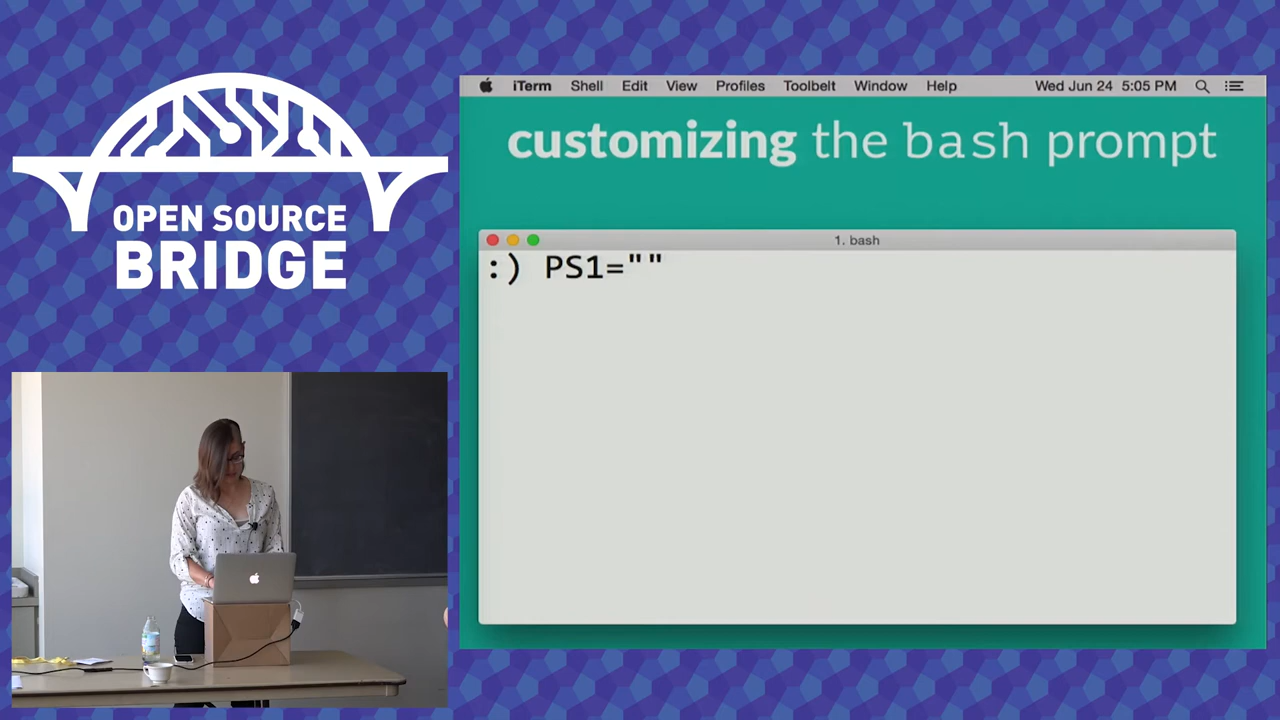 OPEN SOURCE
BRIDGE
iTerm Shell Edit View Profiles Toolbelt Window Help Wed Jun 24 5:05 PM
customizing the bash prompt
1. bash
:) PS1=""